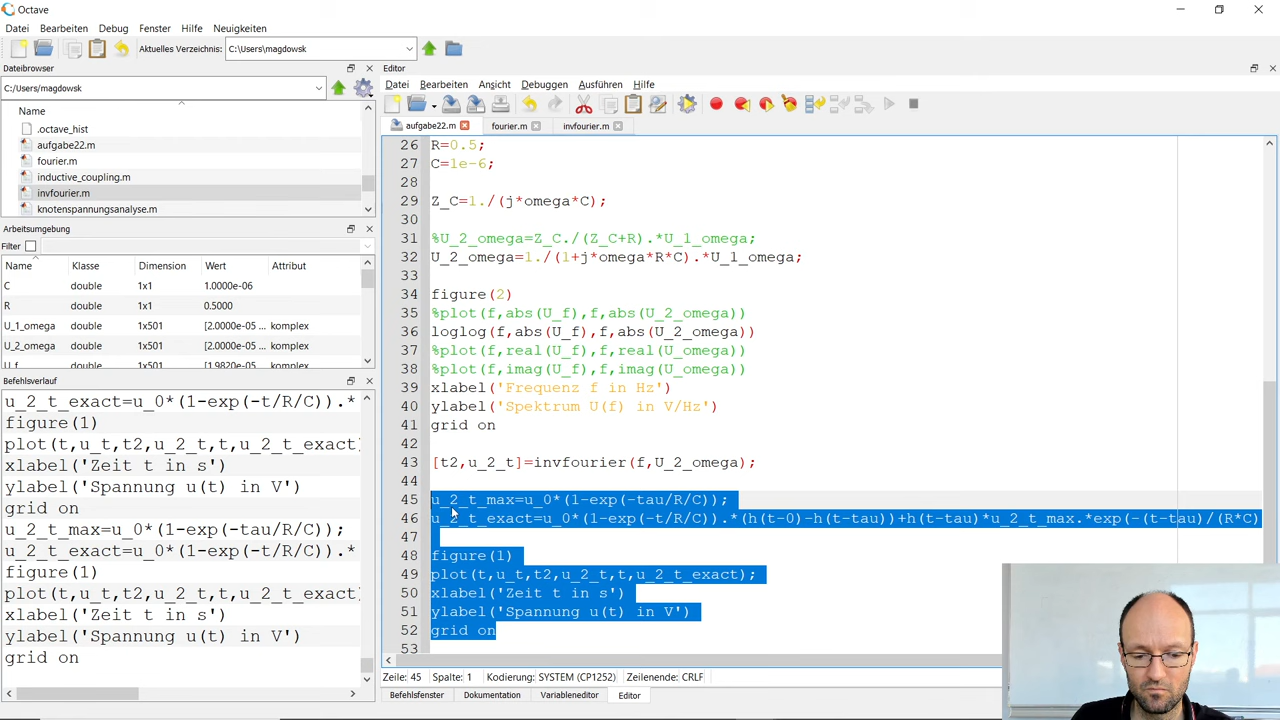 Octave
Datei Bearbeiten Debug Fenster Hilfe Neuigkeiten
Aktuelles Verzeichnis: C:\Users\magdowsk
Dateibrowser
C:/Users/magdowsk
Name
.octave_hist
aufgabe22.m
fourier.m
inductive_coupling.m
invfourier.m
knotenspannungsanalyse.m
Arbeitsumgebung
Filter
Name Klasse Dimension Wert Attribut
C double 1x1 1.0000e-06
R double 1x1 0.5000
U_1_omega double 1x501 [2.0000e-05 ... komplex
U_2_omega double 1x501 [2.0000e-05 ... komplex
U_f double 1x501 [1.9820e-05 ... komplex
Befehlsverlauf
u_2_t_exact=u_0*(1-exp(-t/R/C)).*
figure(1)
plot(t,u_t,t2,u_2_t,t,u_2_t_exact)
xlabel('Zeit t in s')
ylabel('Spannung u(t) in V')
grid on
u_2_t_max=u_0*(1-exp(-tau/R/C));
u_2_t_exact=u_0*(1-exp(-t/R/C)).*
figure(1)
plot(t,u_t,t2,u_2_t,t,u_2_t_exact)
xlabel('Zeit t in s')
ylabel('Spannung u(t) in V')
grid on
Editor
Datei Bearbeiten Ansicht Debuggen Ausführen Hilfe
aufgabe22.m fourier.m invfourier.m
26 R=0.5;
27 C=1e-6;
28
29 Z_C=1./(j*omega*C);
30
31 %U_2_omega=Z_C./(Z_C+R).*U_1_omega;
32 U_2_omega=1./(1+j*omega*R*C).*U_1_omega;
33
34 figure(2)
35 %plot(f,abs(U_f),f,abs(U_2_omega))
36 loglog(f,abs(U_f),f,abs(U_2_omega))
37 %plot(f,real(U_f),f,real(U_omega))
38 %plot(f,imag(U_f),f,imag(U_omega))
39 xlabel('Frequenz f in Hz')
40 ylabel('Spektrum U(f) in V/Hz')
41 grid on
42
43 [t2,u_2_t]=invfourier(f,U_2_omega);
44
45 u_2_t_max=u_0*(1-exp(-tau/R/C));
46 u_2_t_exact=u_0*(1-exp(-t/R/C)).*(h(t-0)-h(t-tau))+h(t-tau)*u_2_t_max.*exp(-(t-tau)/(R*C)
47
48 figure(1)
49 plot(t,u_t,t2,u_2_t,t,u_2_t_exact);
50 xlabel('Zeit t in s')
51 ylabel('Spannung u(t) in V')
52 grid on
53
Zeile: 45 Spalte: 1 Kodierung: SYSTEM (CP1252) Zeilenende: CRLF
Befehlsfenster Dokumentation Variableneditor Editor